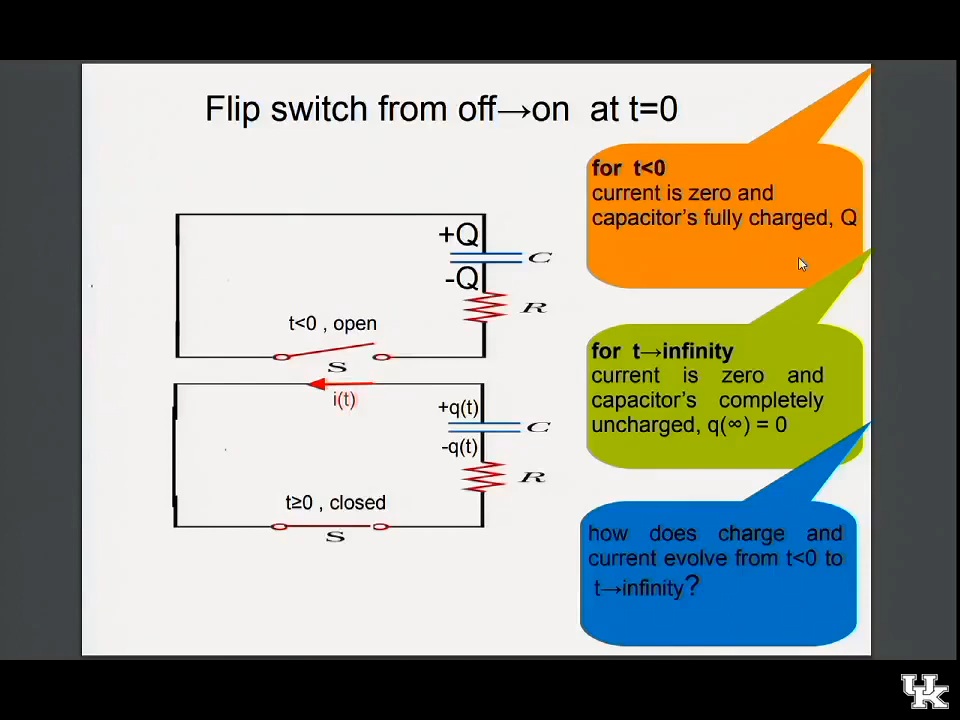 Flip switch from off→on at t=0
for t<0
current is zero and
capacitor's fully charged, Q
+Q
C
-Q
R
t<0 , open
S
for t→infinity
current is zero and
capacitor's completely
uncharged, q(∞) = 0
i(t)
+q(t)
C
-q(t)
R
t≥0 , closed
S
how does charge and
current evolve from t<0 to
t→infinity?
UK